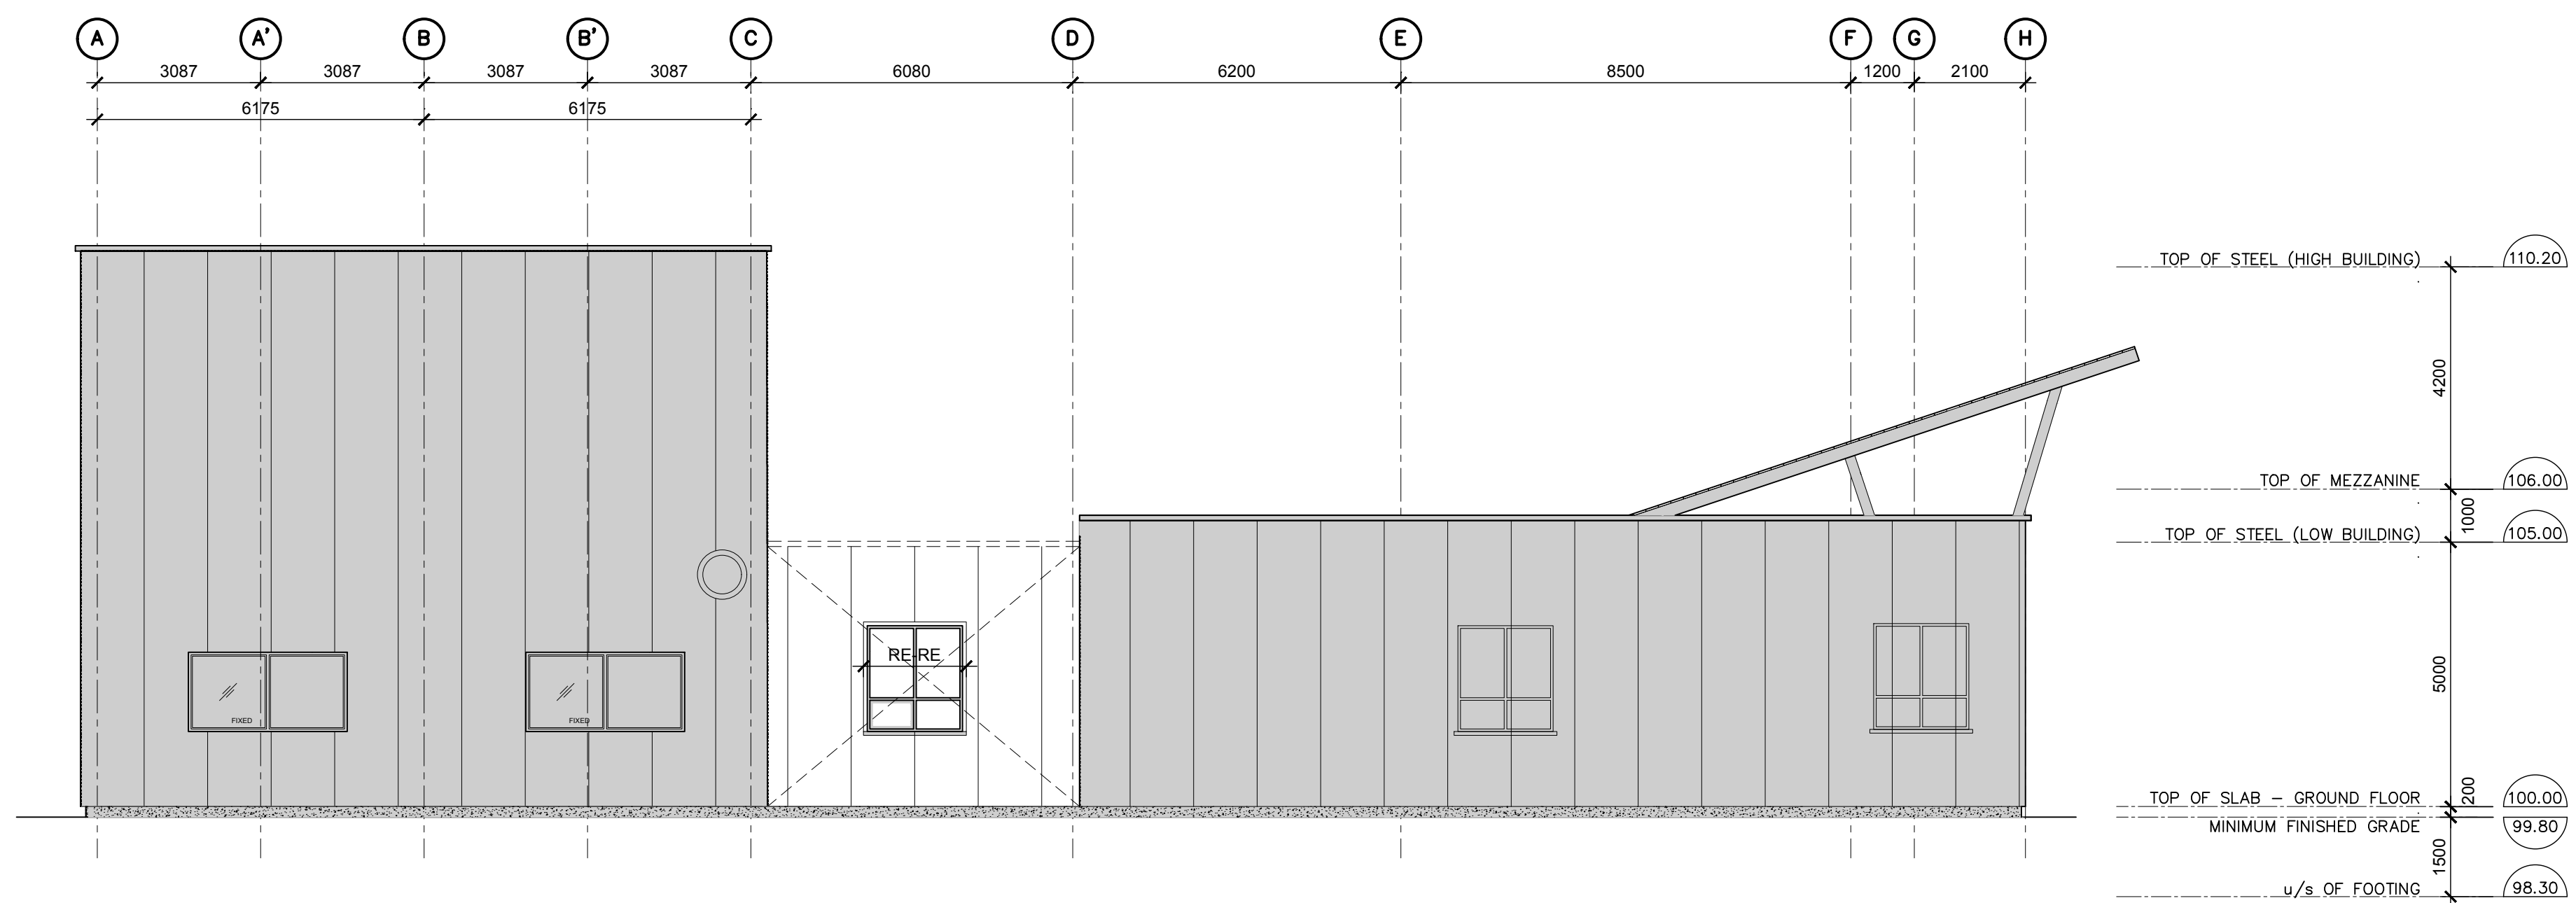 A A' B B' C D E F G H
3087 3087 3087 3087 6080 6200 8500 1200 2100
6175 6175
TOP OF STEEL (HIGH BUILDING) 110.20
4200
TOP OF MEZZANINE 106.00
1000
TOP OF STEEL (LOW BUILDING) 105.00
RE-RE
5000
FIXED FIXED
200
TOP OF SLAB – GROUND FLOOR 100.00
MINIMUM FINISHED GRADE 99.80
1500
u/s OF FOOTING 98.30